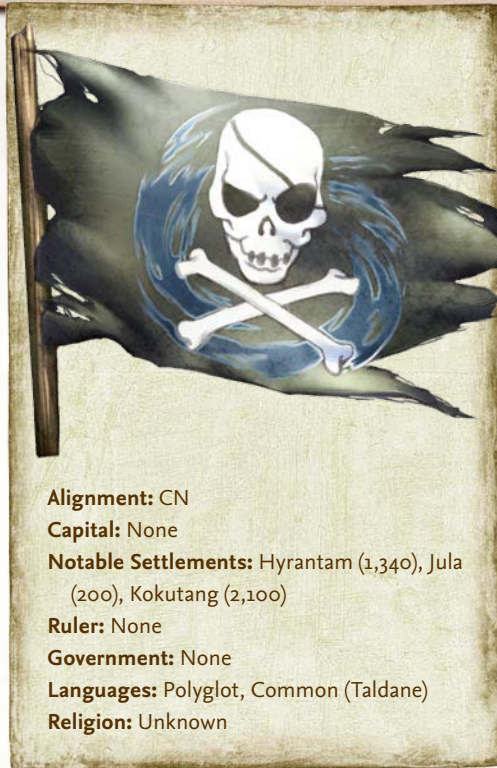 Alignment: CN
Capital: None
Notable Settlements: Hyrantam (1,340), Jula
(200), Kokutang (2,100)
Ruler: None
Government: None
Languages: Polyglot, Common (Taldane)
Religion: Unknown